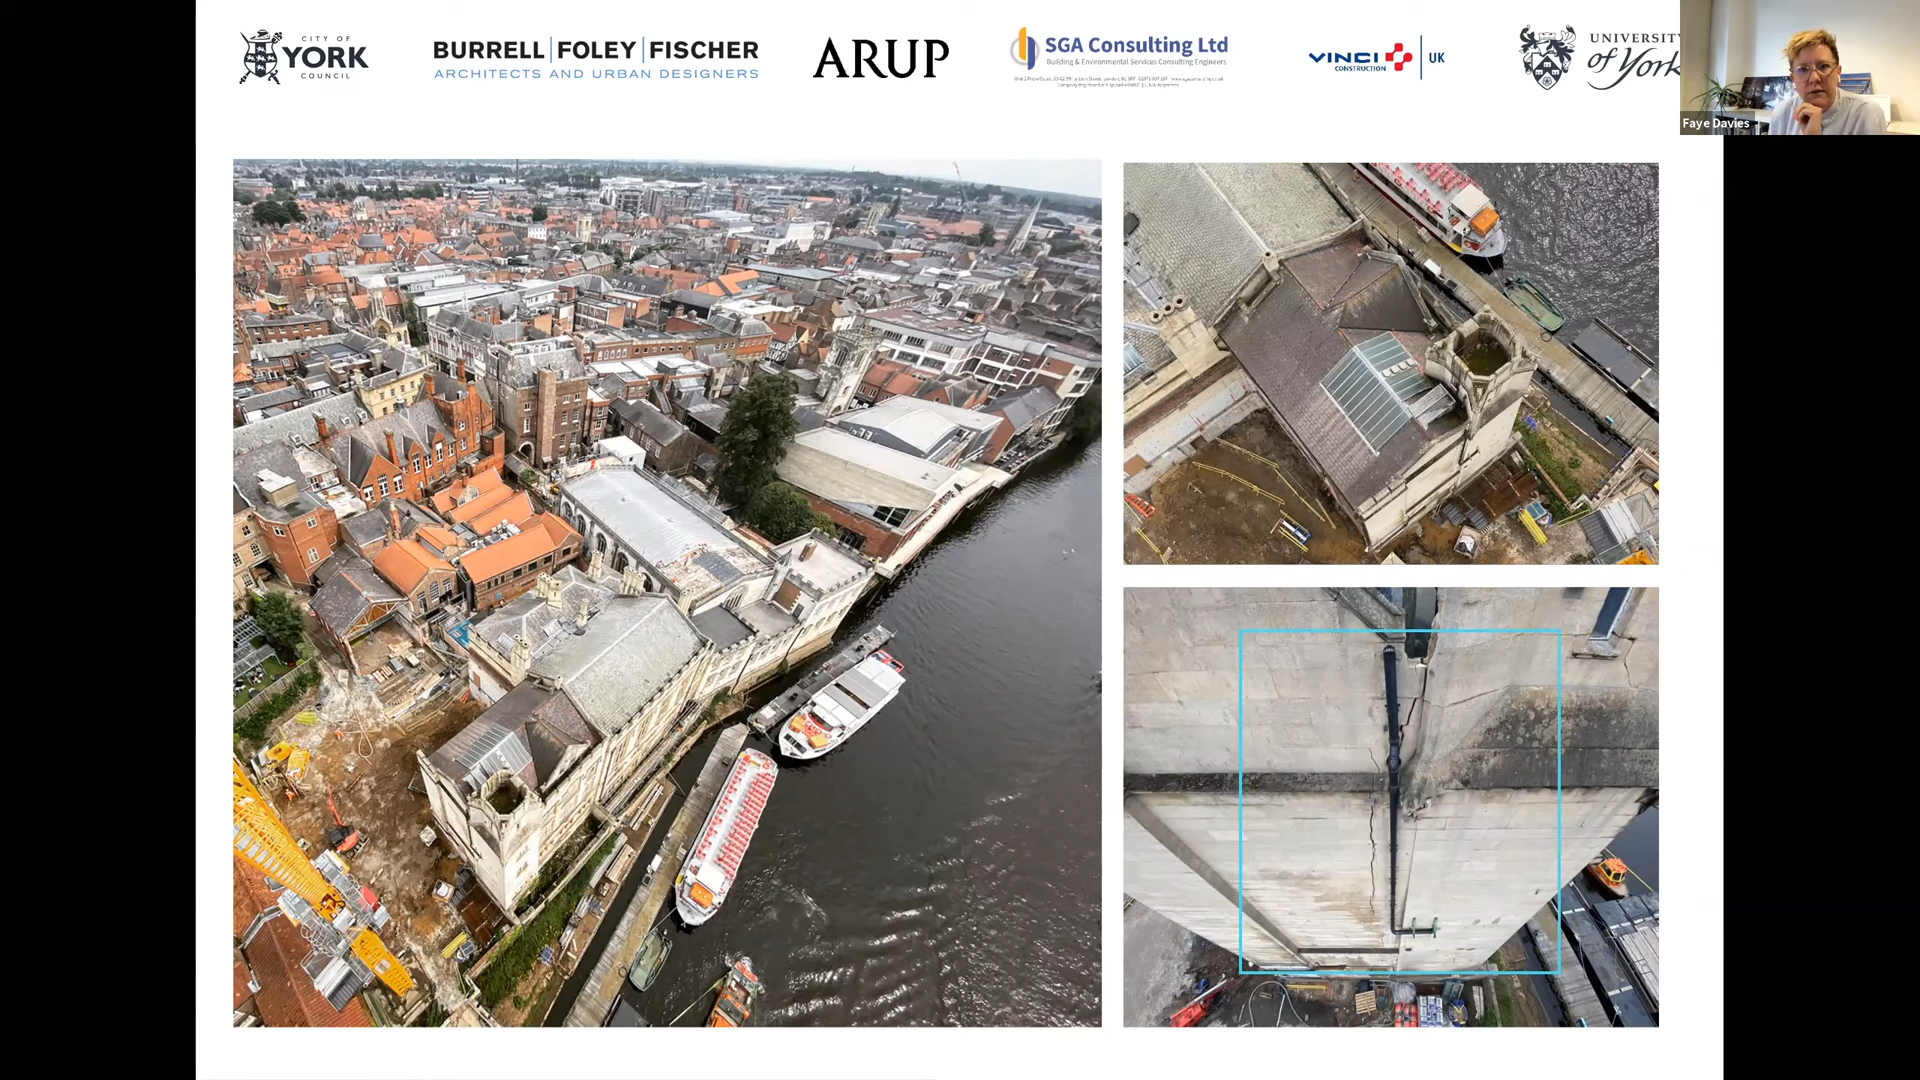 CITY OF
YORK
COUNCIL
BURRELL FOLEY FISCHER
ARCHITECTS AND URBAN DESIGNERS
ARUP
SGA Consulting Ltd
Building & Environmental Services Consulting Engineers
VINCI
CONSTRUCTION
UK
UNIVERSITY
of York
Faye Davies